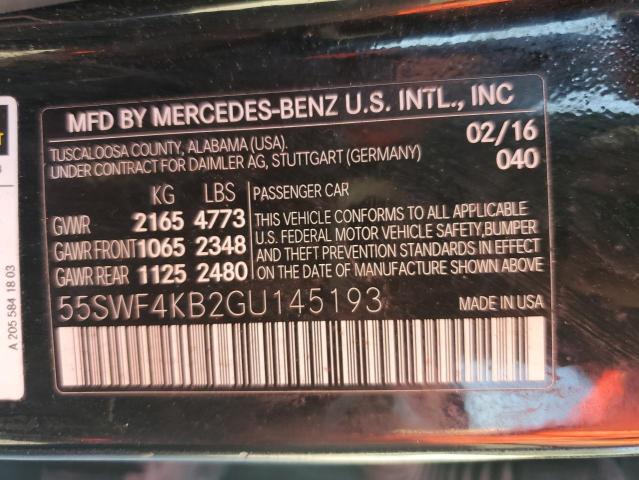 MFD BY MERCEDES-BENZ U.S. INTL., INC
TUSCALOOSA COUNTY, ALABAMA (USA).
UNDER CONTRACT FOR DAIMLER AG, STUTTGART (GERMANY)
02/16
040
KG LBS
GVWR 2165 4773
GAWR FRONT 1065 2348
GAWR REAR 1125 2480
PASSENGER CAR
THIS VEHICLE CONFORMS TO ALL APPLICABLE
U.S. FEDERAL MOTOR VEHICLE SAFETY, BUMPER
AND THEFT PREVENTION STANDARDS IN EFFECT
ON THE DATE OF MANUFACTURE SHOWN ABOVE.
55SWF4KB2GU145193
MADE IN USA
A 205 584 18 03